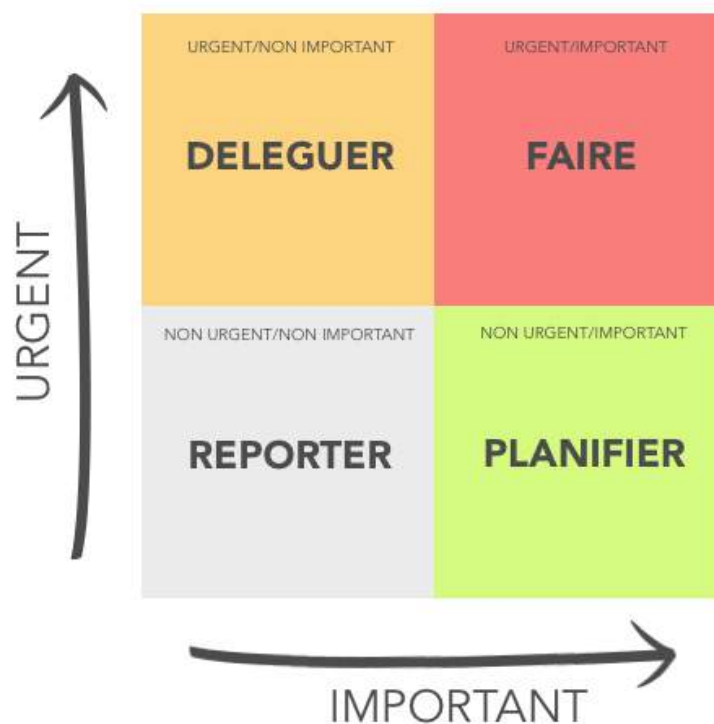 URGENT/NON IMPORTANT
URGENT/IMPORTANT
DELEGUER
FAIRE
URGENT
NON URGENT/NON IMPORTANT
NON URGENT/IMPORTANT
REPORTER
PLANIFIER
IMPORTANT